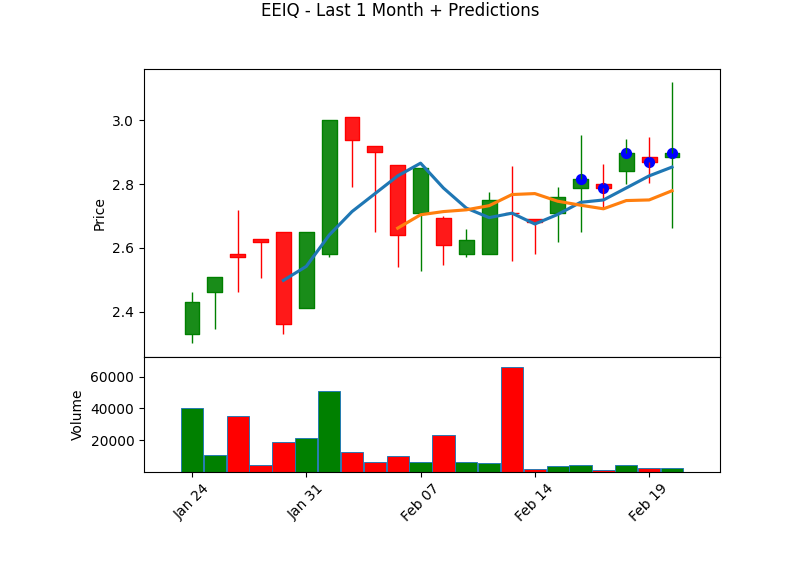 EEIQ - Last 1 Month + Predictions
3.0
2.8
2.6
2.4
Price
60000
40000
20000
Volume
Jan 24
Jan 31
Feb 07
Feb 14
Feb 19